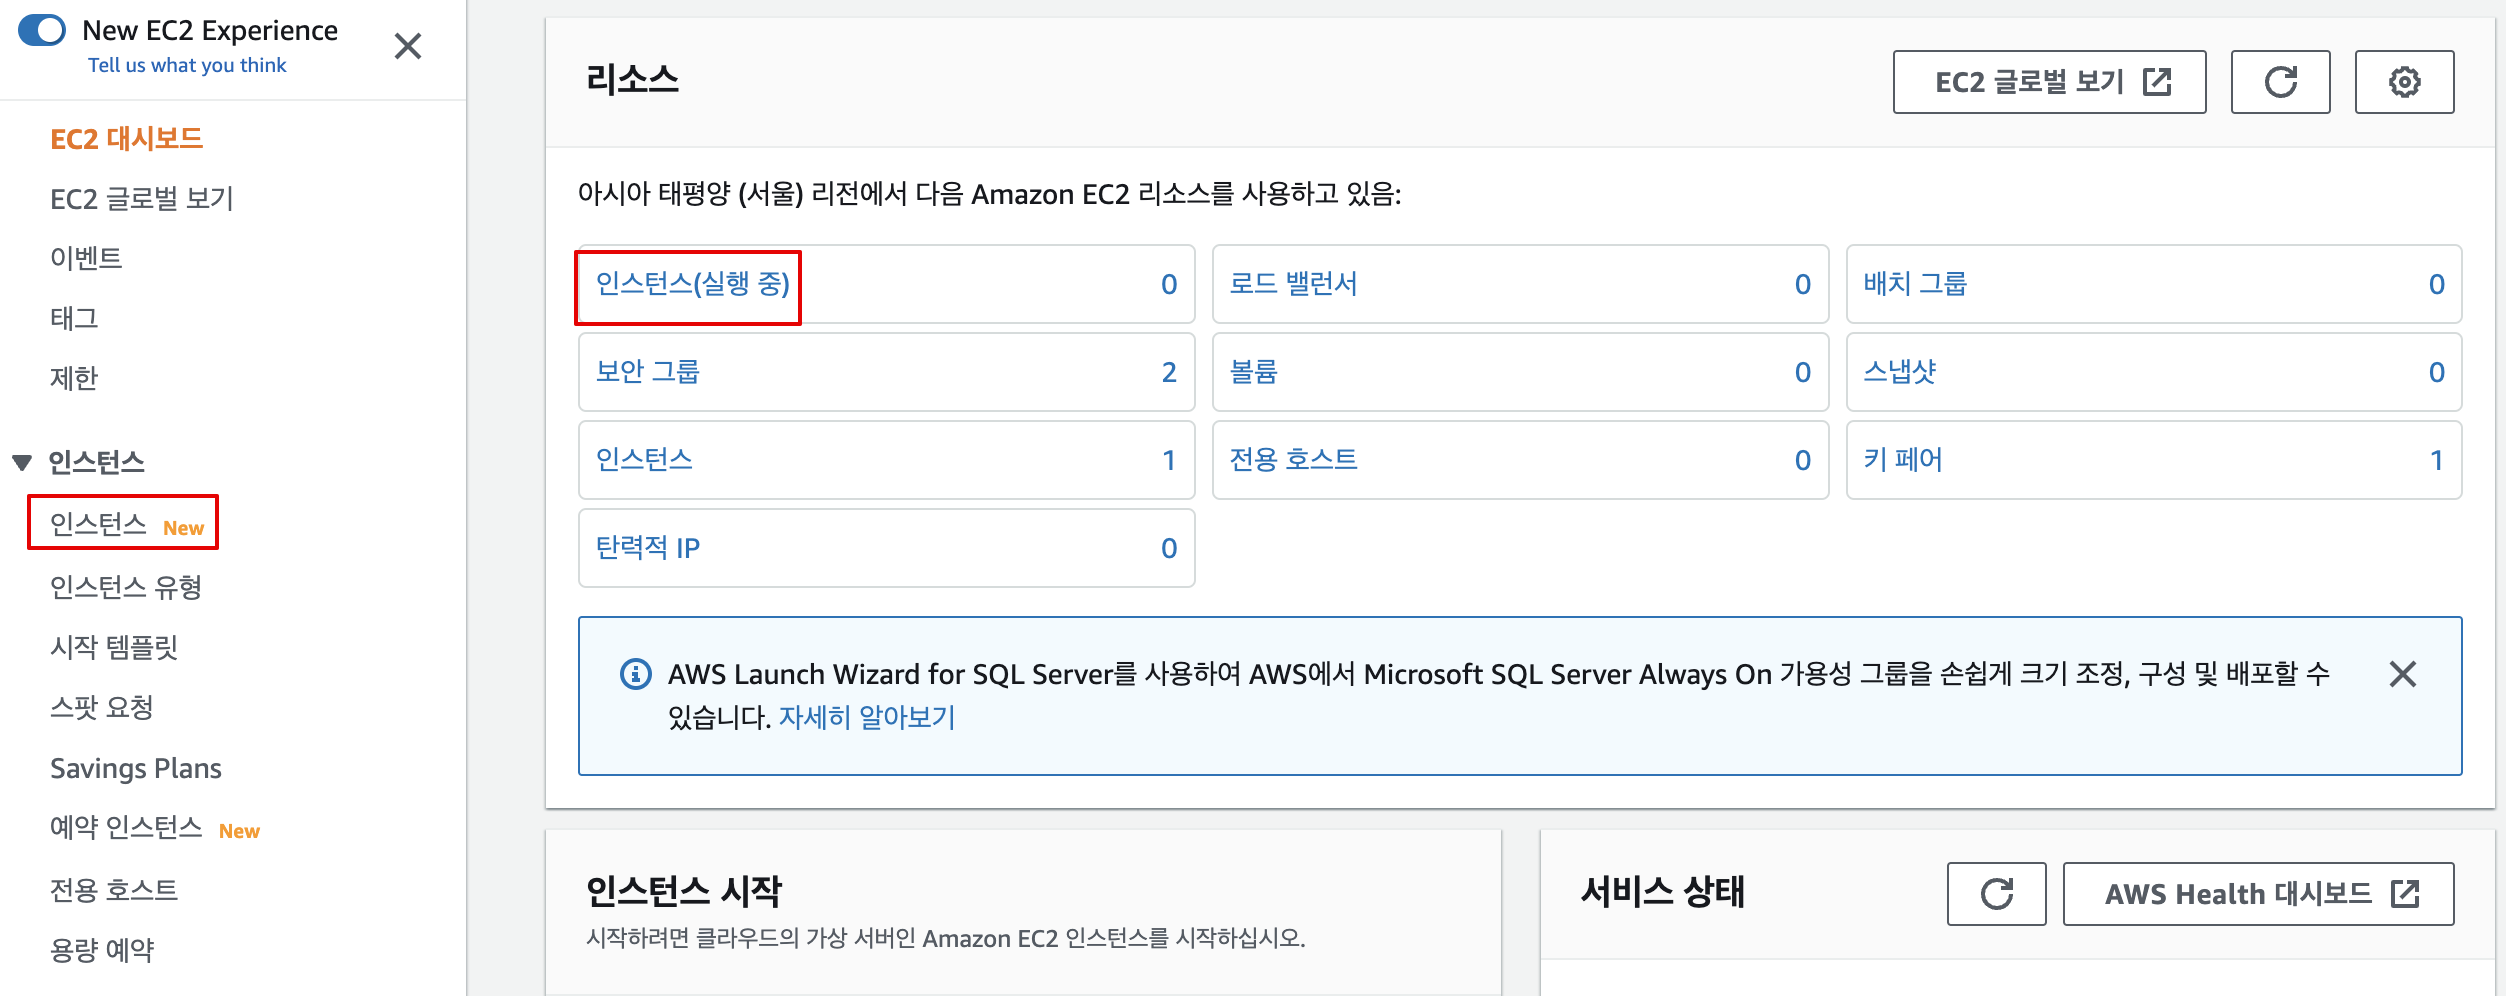 New EC2 Experience
Tell us what you think
EC2 대시보드
EC2 글로벌 보기
이벤트
태그
제한
인스턴스
인스턴스 New
인스턴스 유형
시작 템플릿
스팟 요청
Savings Plans
예약 인스턴스 New
전용 호스트
용량 예약
리소스
EC2 글로벌 보기
아시아 태평양 (서울) 리전에서 다음 Amazon EC2 리소스를 사용하고 있음:
인스턴스(실행 중) 0
로드 밸런서 0
배치 그룹 0
보안 그룹 2
볼륨 0
스냅샷 0
인스턴스 1
전용 호스트 0
키 페어 1
탄력적 IP 0
AWS Launch Wizard for SQL Server를 사용하여 AWS에서 Microsoft SQL Server Always On 가용성 그룹을 손쉽게 크기 조정, 구성 및 배포할 수
있습니다. 자세히 알아보기
인스턴스 시작
시작하려면 클라우드의 가상 서버인 Amazon EC2 인스턴스를 시작하십시오.
서비스 상태
AWS Health 대시보드